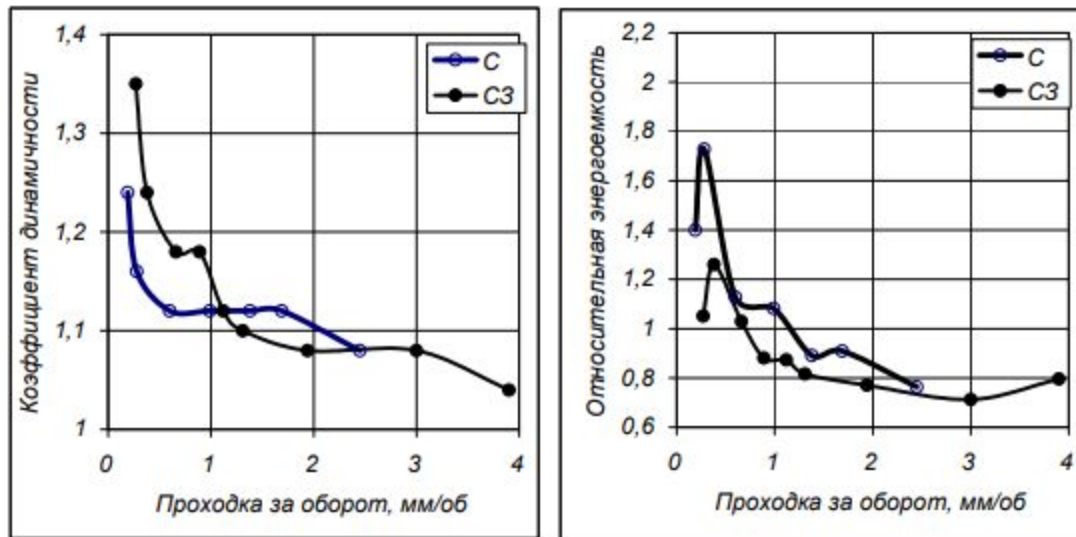 Коэффициент динамичности
1,4
1,3
1,2
1,1
1
0 1 2 3 4
Проходка за оборот, мм/об
С
СЗ
Относительная энергоемкость
2,2
2
1,8
1,6
1,4
1,2
1
0,8
0,6
0 1 2 3 4
Проходка за оборот, мм/об
С
СЗ